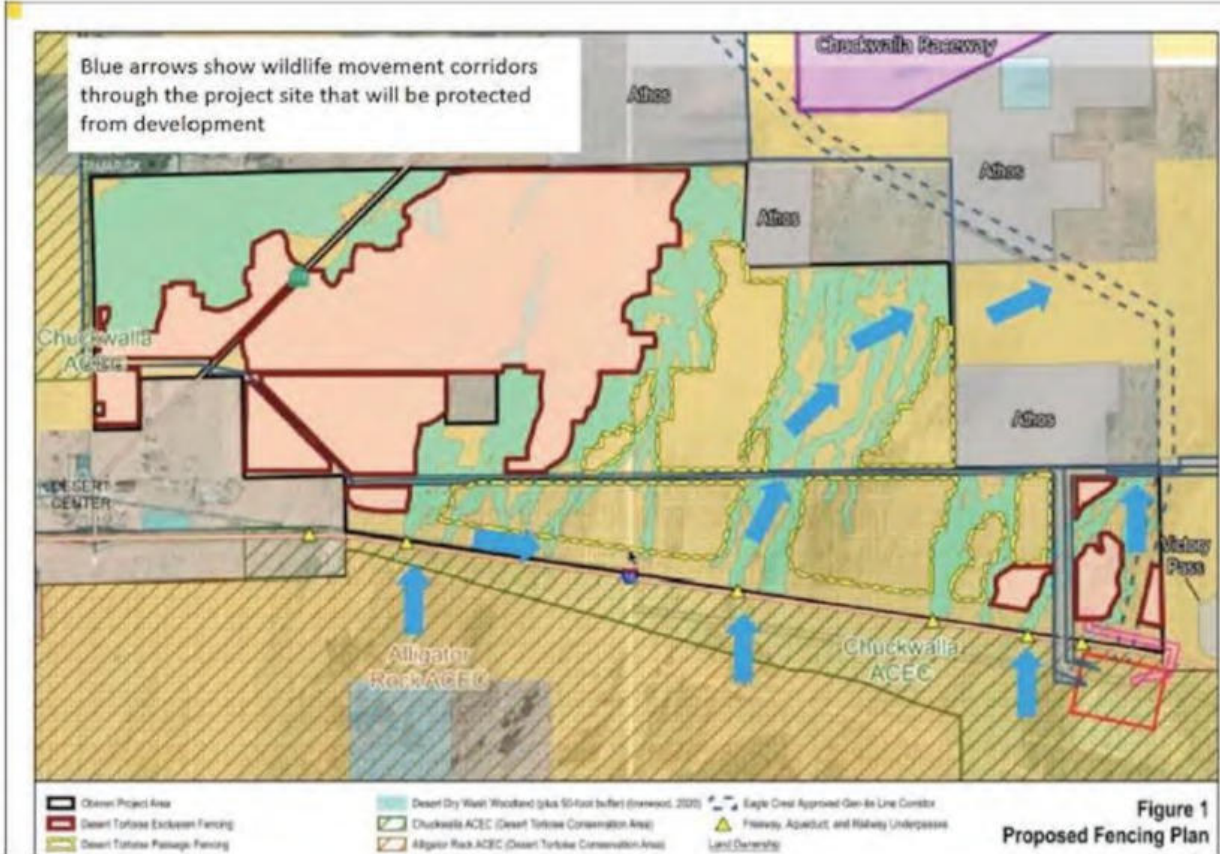 Blue arrows show wildlife movement corridors
through the project site that will be protected
from development
Chuckwalla Raceway
Athos
Athos
Athos
Chuckwalla
ACEC
Athos
DESERT
CENTER
Victory
Pass
Alligator
Rock ACEC
Chuckwalla
ACEC
Oberon Project Area
Desert Tortoise Exclusion Fencing
Desert Tortoise Passage Fencing
Desert Dry Wash Woodland (plus 50-foot buffer) (Ironwood, 2020)
Chuckwalla ACEC (Desert Tortoise Conservation Area)
Alligator Rock ACEC (Desert Tortoise Conservation Area)
Eagle Crest Approved Gen-tie Line Corridor
Freeway, Aqueduct, and Railway Underpasses
Land Ownership
Figure 1
Proposed Fencing Plan